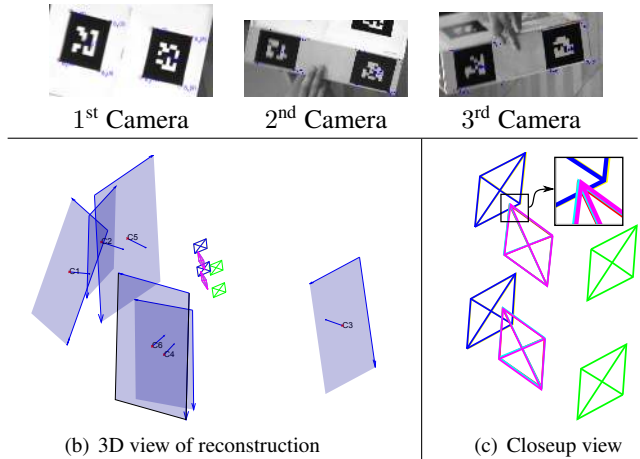 1st Camera 2nd Camera 3rd Camera
C5
C2
C1
C3
C6
C4
(b) 3D view of reconstruction (c) Closeup view